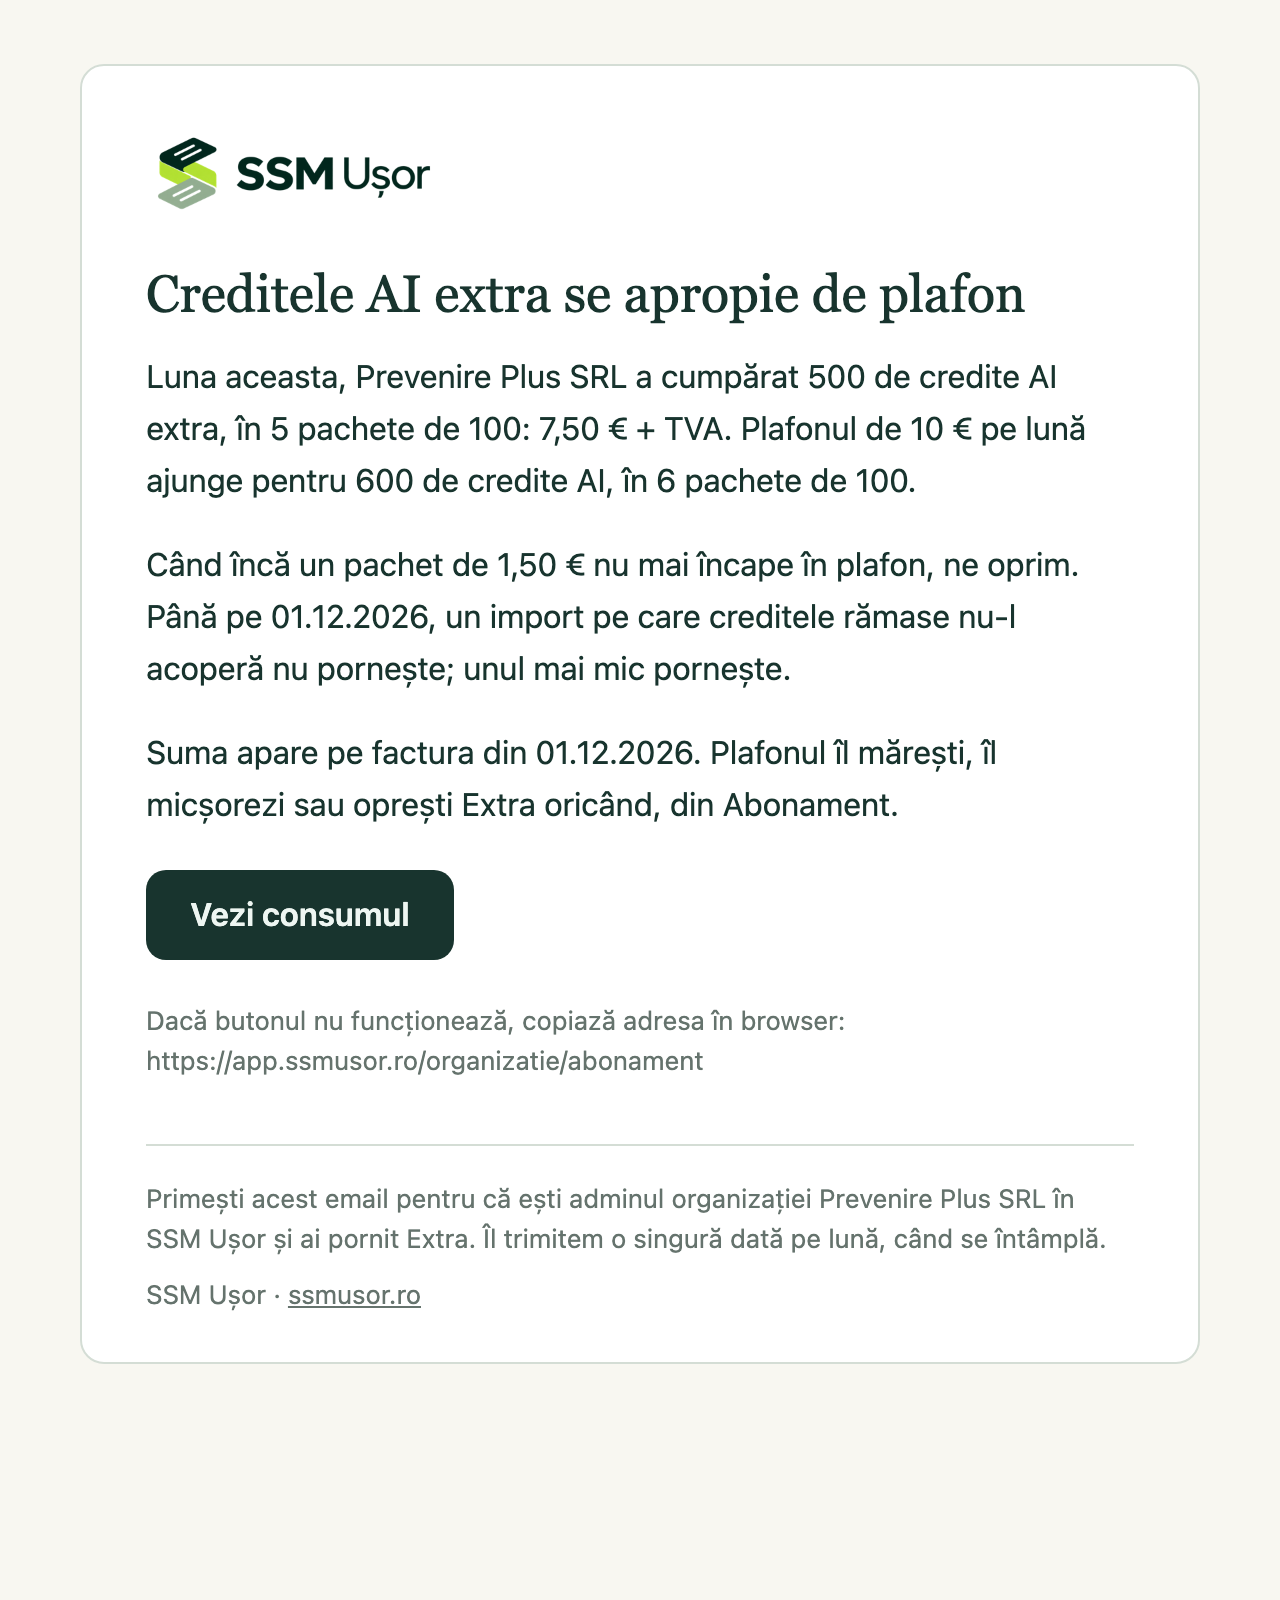 SSM Ușor
Creditele AI extra se apropie de plafon
Luna aceasta, Prevenire Plus SRL a cumpărat 500 de credite AI
extra, în 5 pachete de 100: 7,50 € + TVA. Plafonul de 10 € pe lună
ajunge pentru 600 de credite AI, în 6 pachete de 100.
Când încă un pachet de 1,50 € nu mai încape în plafon, ne oprim.
Până pe 01.12.2026, un import pe care creditele rămase nu-l
acoperă nu pornește; unul mai mic pornește.
Suma apare pe factura din 01.12.2026. Plafonul îl mărești, îl
micșorezi sau oprești Extra oricând, din Abonament.
Vezi consumul
Dacă butonul nu funcționează, copiază adresa în browser:
https://app.ssmusor.ro/organizatie/abonament
Primești acest email pentru că ești adminul organizației Prevenire Plus SRL în
SSM Ușor și ai pornit Extra. Îl trimitem o singură dată pe lună, când se întâmplă.
SSM Ușor · ssmusor.ro